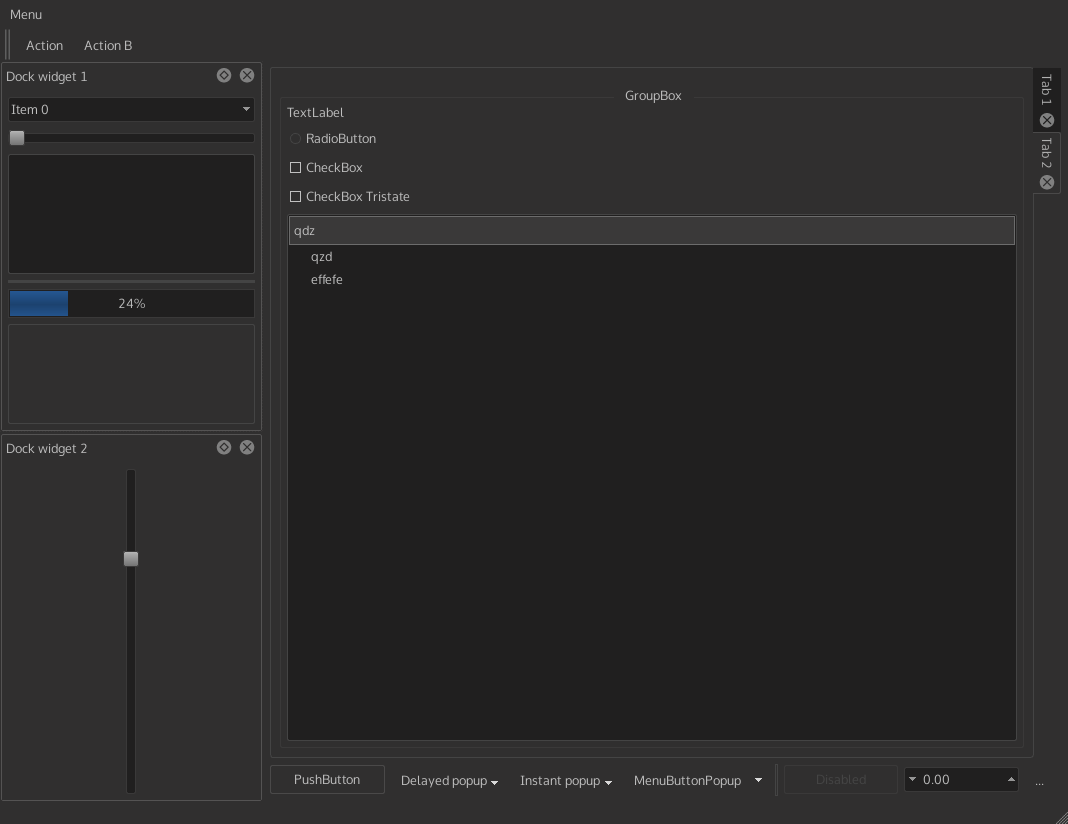 Menu
Action Action B
Dock widget 1
Item 0
24%
Dock widget 2
GroupBox
TextLabel
RadioButton
CheckBox
CheckBox Tristate
qdz
qzd
effefe
Tab 1
Tab 2
PushButton Delayed popup Instant popup MenuButtonPopup Disabled 0.00 ...